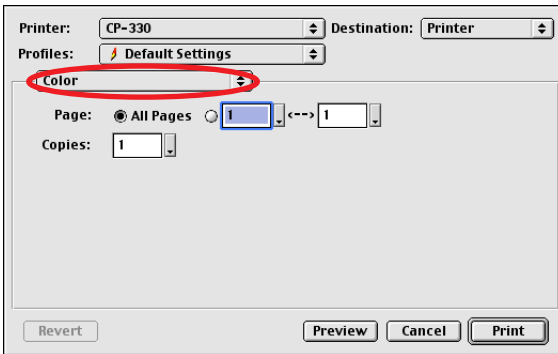 Printer: CP-330 Destination: Printer
Profiles: Default Settings
Color
Page: All Pages 1 <--> 1
Copies: 1
Revert Preview Cancel Print